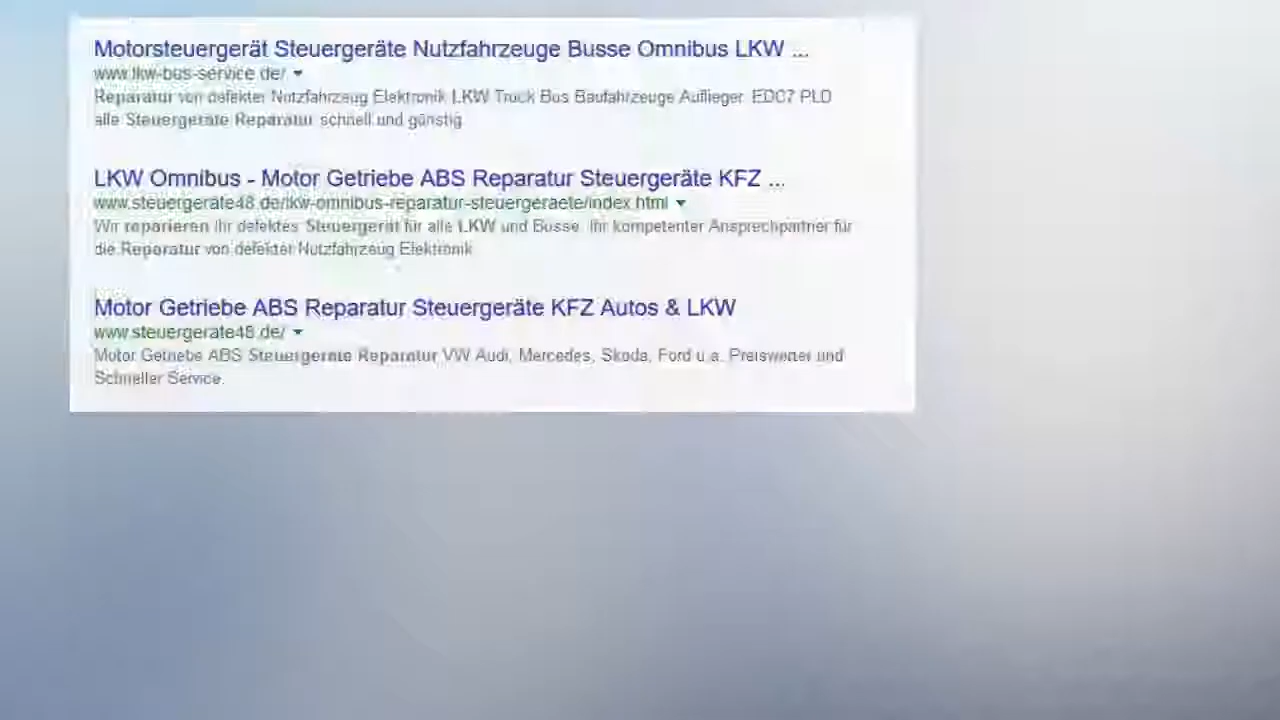 Motorsteuergerät Steuergeräte Nutzfahrzeuge Busse Omnibus LKW ...
www.lkw-bus-service.de/
Reparatur von defekter Nutzfahrzeug Elektronik LKW Truck Bus Baufahrzeuge Auflieger. EDC7 PLD
alle Steuergeräte Reparatur schnell und günstig.
LKW Omnibus - Motor Getriebe ABS Reparatur Steuergeräte KFZ ...
www.steuergerate48.de/lkw-omnibus-reparatur-steuergeraete/index.html
Wir reparieren Ihr defektes Steuergerät für alle LKW und Busse. Ihr kompetenter Ansprechpartner für
die Reparatur von defekter Nutzfahrzeug Elektronik
Motor Getriebe ABS Reparatur Steuergeräte KFZ Autos & LKW
www.steuergerate48.de/
Motor Getriebe ABS Steuergeräte Reparatur VW Audi, Mercedes, Skoda, Ford u.a. Preiswerter und
Schneller Service.